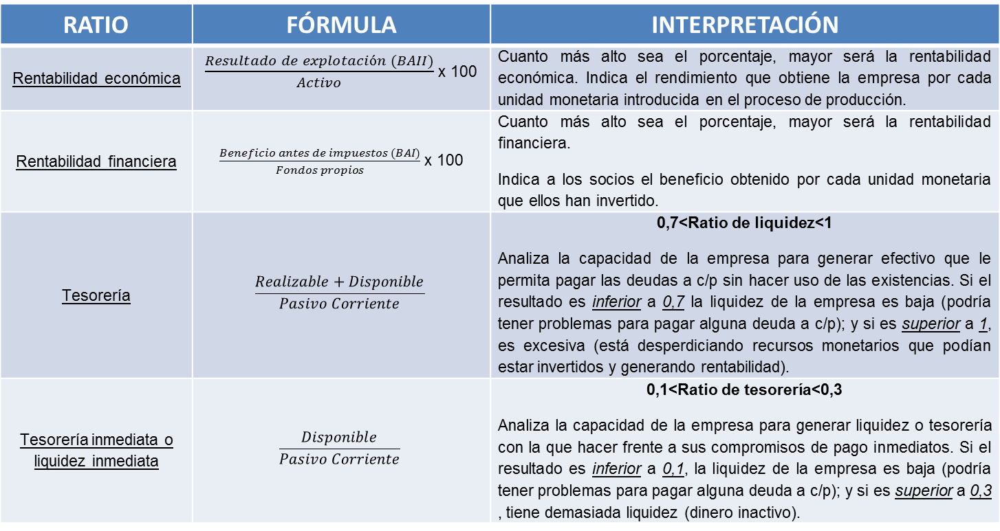 RATIO
FÓRMULA
INTERPRETACIÓN
Rentabilidad económica
Resultado de explotación (BAII)
Activo
x 100
Cuanto más alto sea el porcentaje, mayor será la rentabilidad
económica. Indica el rendimiento que obtiene la empresa por cada
unidad monetaria introducida en el proceso de producción.
Rentabilidad financiera
Beneficio antes de impuestos (BAI)
Fondos propios
x 100
Cuanto más alto sea el porcentaje, mayor será la rentabilidad
financiera.
Indica a los socios el beneficio obtenido por cada unidad monetaria
que ellos han invertido.
Tesorería
Realizable + Disponible
Pasivo Corriente
0,7<Ratio de liquidez<1
Analiza la capacidad de la empresa para generar efectivo que le
permita pagar las deudas a c/p sin hacer uso de las existencias. Si el
resultado es inferior a 0,7 la liquidez de la empresa es baja (podría
tener problemas para pagar alguna deuda a c/p); y si es superior a 1,
es excesiva (está desperdiciando recursos monetarios que podían
estar invertidos y generando rentabilidad).
Tesorería inmediata o
liquidez inmediata
Disponible
Pasivo Corriente
0,1<Ratio de tesorería<0,3
Analiza la capacidad de la empresa para generar liquidez o tesorería
con la que hacer frente a sus compromisos de pago inmediatos. Si el
resultado es inferior a 0,1, la liquidez de la empresa es baja (podría
tener problemas para pagar alguna deuda a c/p); y si es superior a 0,3
, tiene demasiada liquidez (dinero inactivo).